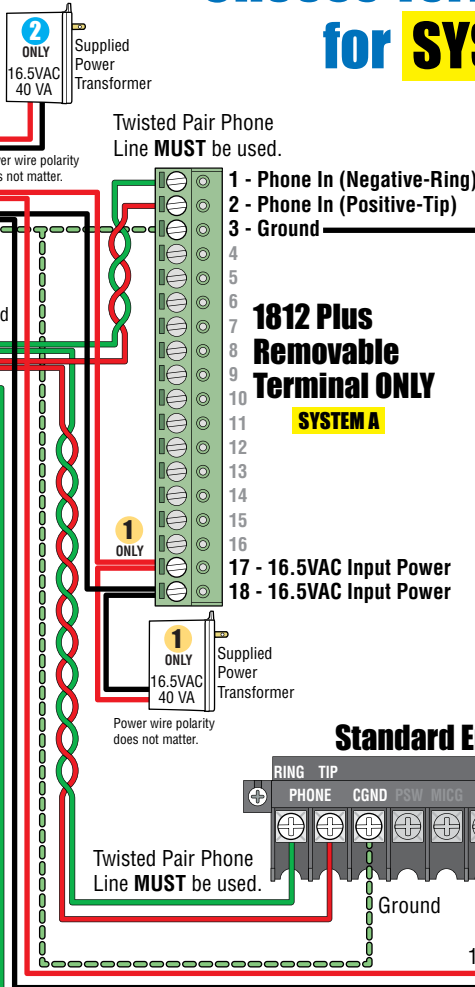 for SYS
2
ONLY
16.5VAC
40 VA
Supplied
Power
Transformer
wire polarity
not matter.
Twisted Pair Phone
Line MUST be used.
1 - Phone In (Negative-Ring)
2 - Phone In (Positive-Tip)
3 - Ground
4
5
6
7
8
9
10
11
12
13
14
15
16
17 - 16.5VAC Input Power
18 - 16.5VAC Input Power
1812 Plus
Removable
Terminal ONLY
SYSTEM A
1
ONLY
1
ONLY
16.5VAC
40 VA
Supplied
Power
Transformer
Power wire polarity
does not matter.
Standard E
RING TIP
PHONE CGND PSW MICG
Twisted Pair Phone
Line MUST be used.
Ground